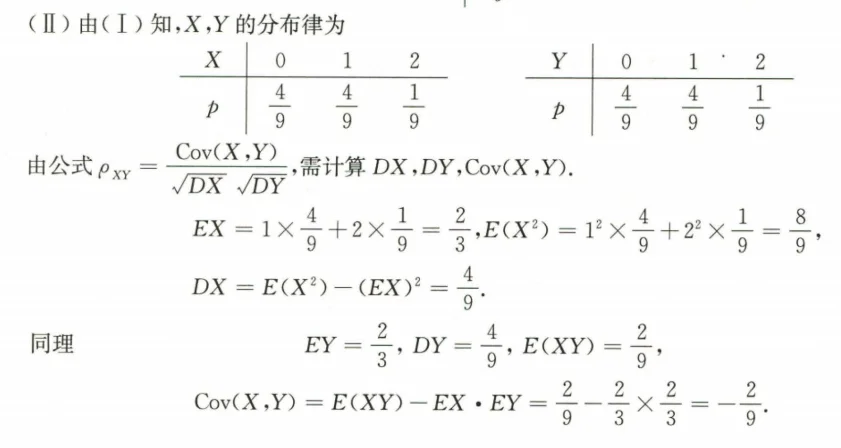 (Ⅱ)由(Ⅰ)知,X,Y的分布律为
X 0 1 2 Y 0 1 2
p 4/9 4/9 1/9 p 4/9 4/9 1/9
由公式 ρ_XY = Cov(X,Y)/(√DX √DY),需计算 DX,DY,Cov(X,Y).
EX = 1×4/9+2×1/9 = 2/3,E(X²) = 1²×4/9+2²×1/9 = 8/9,
DX = E(X²)-(EX)² = 4/9.
同理 EY = 2/3, DY = 4/9, E(XY) = 2/9,
Cov(X,Y) = E(XY)-EX·EY = 2/9-2/3×2/3 = -2/9.